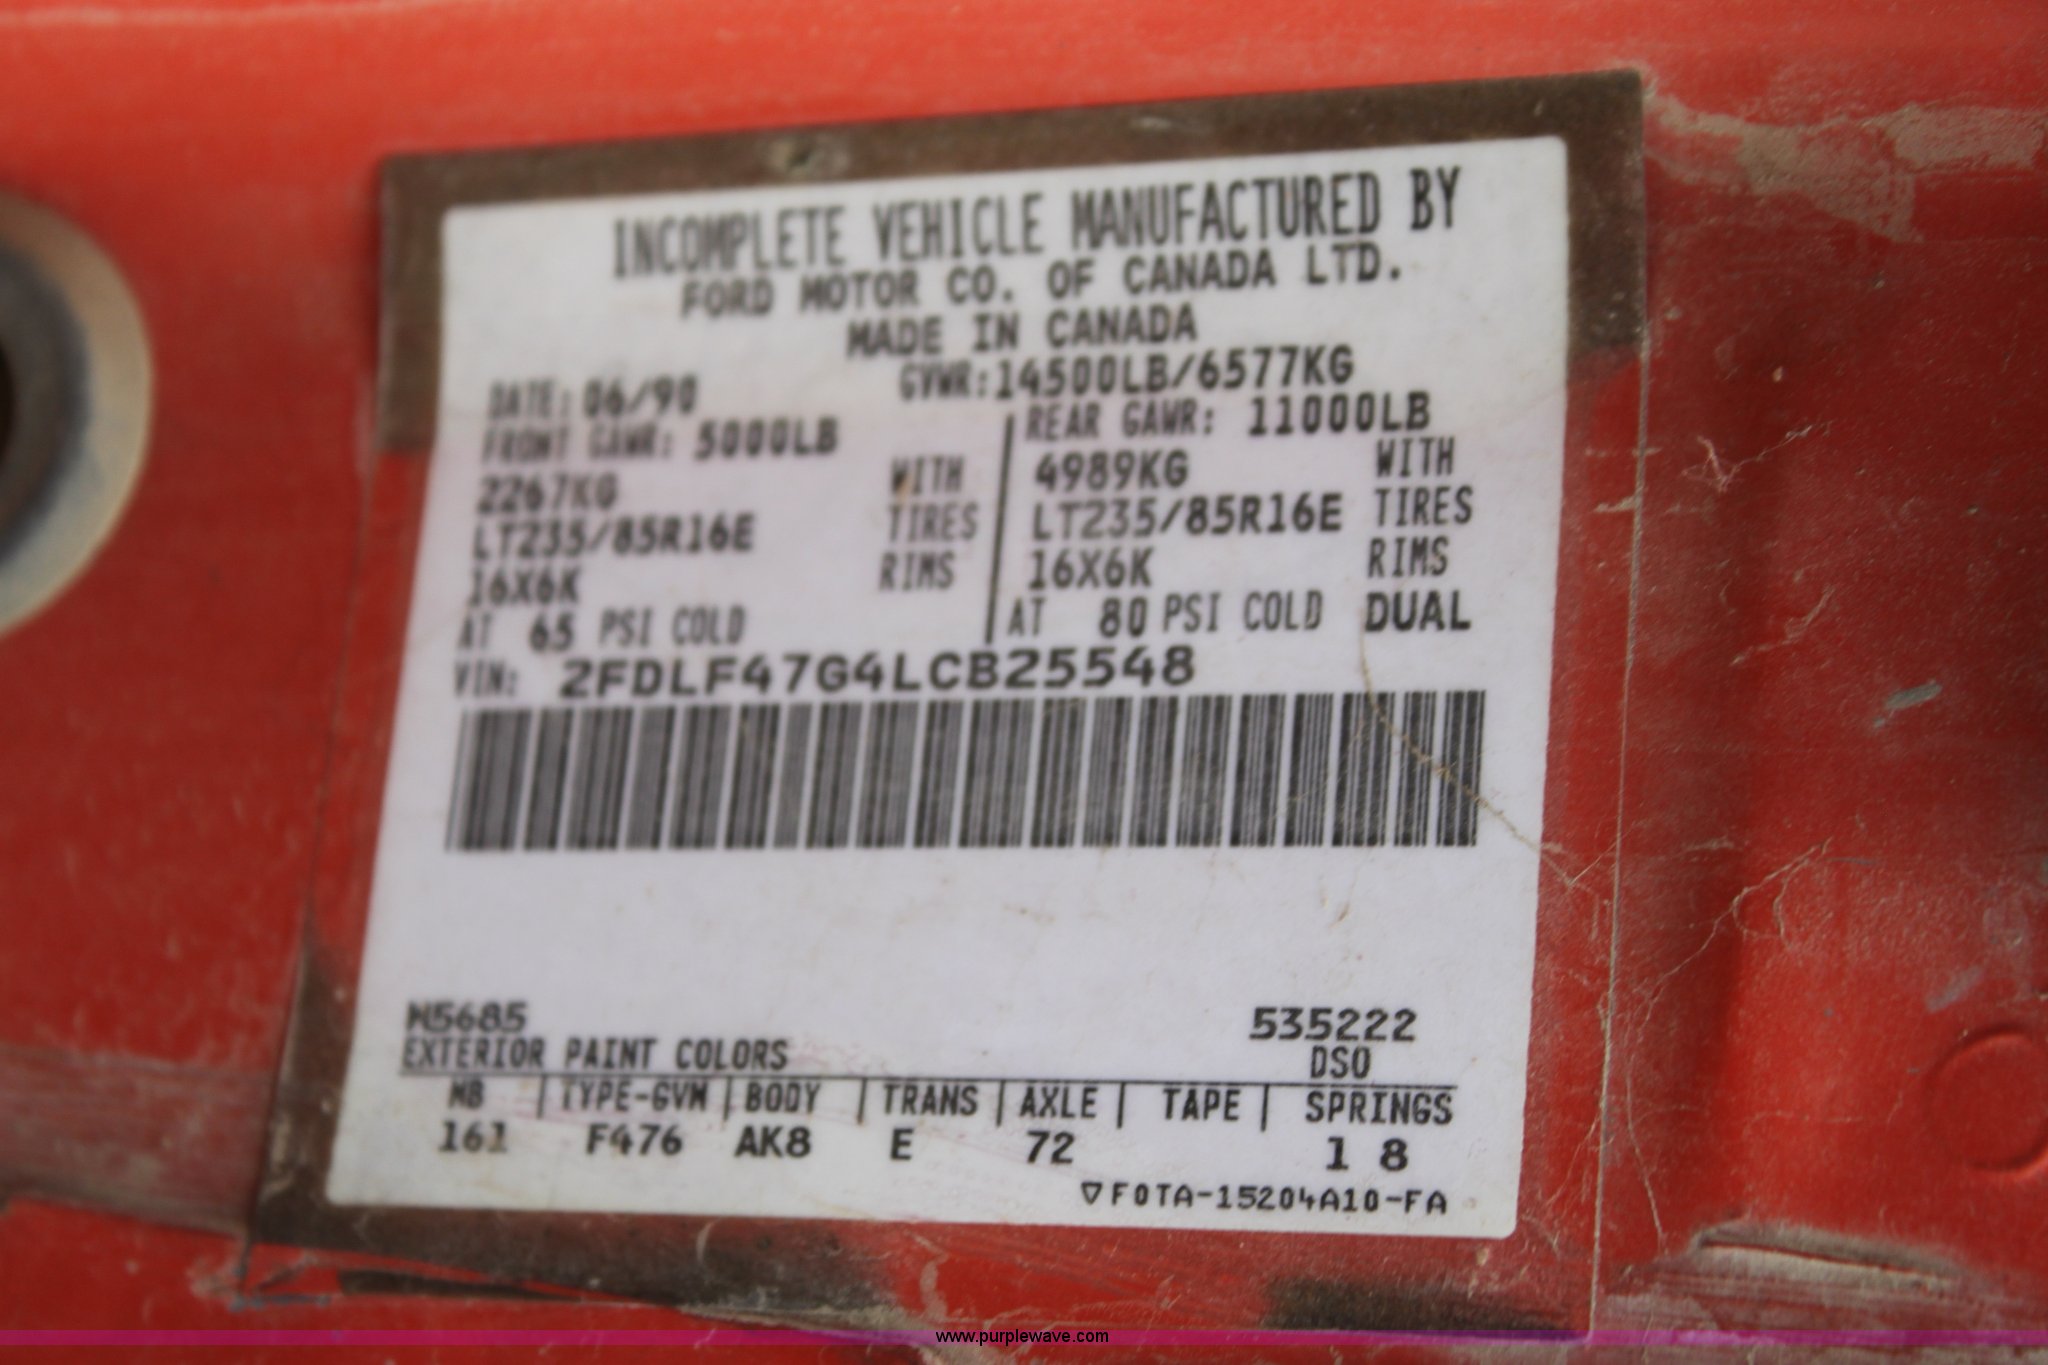 INCOMPLETE VEHICLE MANUFACTURED BY
FORD MOTOR CO. OF CANADA LTD.
MADE IN CANADA
DATE: 06/90 GVWR:14500LB/6577KG
FRONT GAWR: 5000LB REAR GAWR: 11000LB
2267KG WITH 4989KG WITH
LT235/85R16E TIRES LT235/85R16E TIRES
16X6K RIMS 16X6K RIMS
AT 65 PSI COLD AT 80 PSI COLD DUAL
VIN: 2FDLF47G4LCB25548
N5685 535222
EXTERIOR PAINT COLORS DSO
MB | TYPE-GVM | BODY | TRANS | AXLE | TAPE | SPRINGS
161 F476 AK8 E 72 1 8
▽F0TA-15204A10-FA
www.purplewave.com